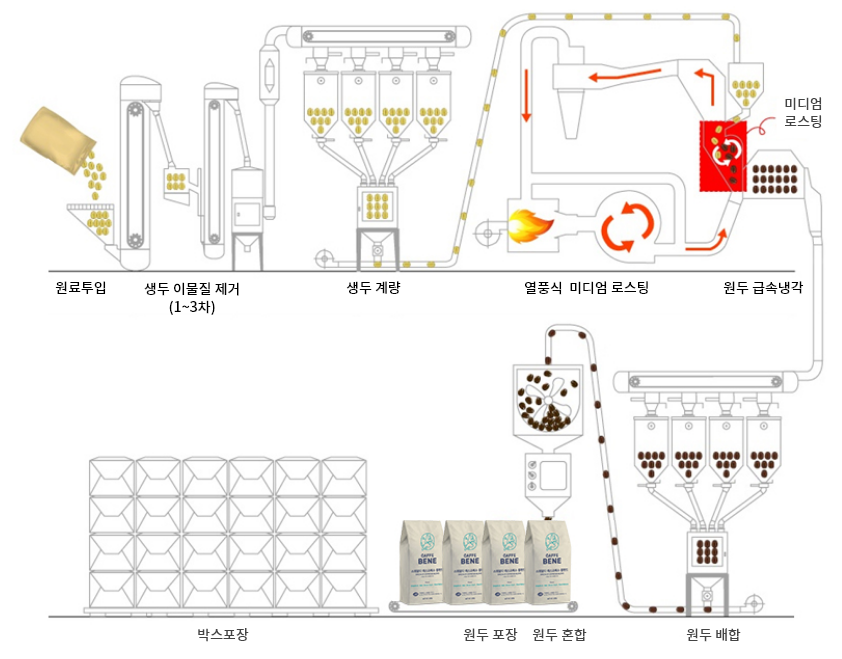 미디엄
로스팅
원료투입
생두 이물질 제거
(1~3차)
생두 계량
열풍식 미디엄 로스팅
원두 급속냉각
CAFFE
BENE
CAFFE
BENE
CAFFE
BENE
CAFFE
BENE
박스포장
원두 포장
원두 혼합
원두 배합